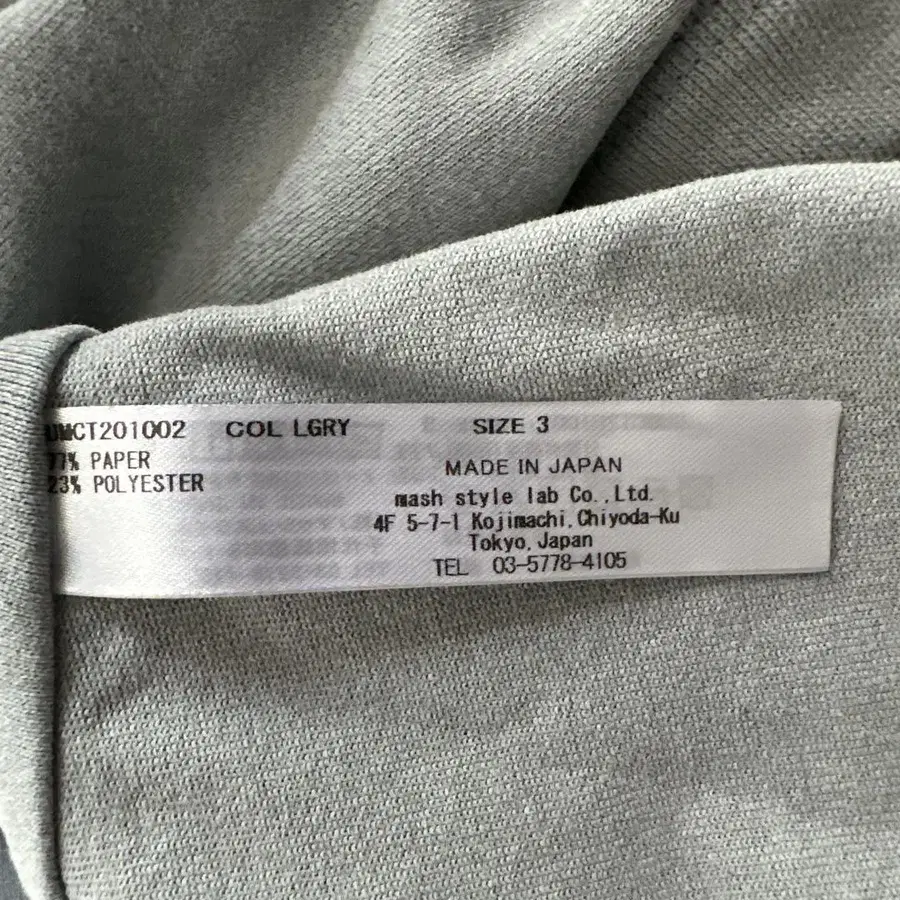 UMCT201002 COL LGRY SIZE 3
77% PAPER
23% POLYESTER
MADE IN JAPAN
mash style lab Co.,Ltd.
4F 5-7-1 Kojimachi,Chiyoda-Ku
Tokyo,Japan
TEL 03-5778-4105